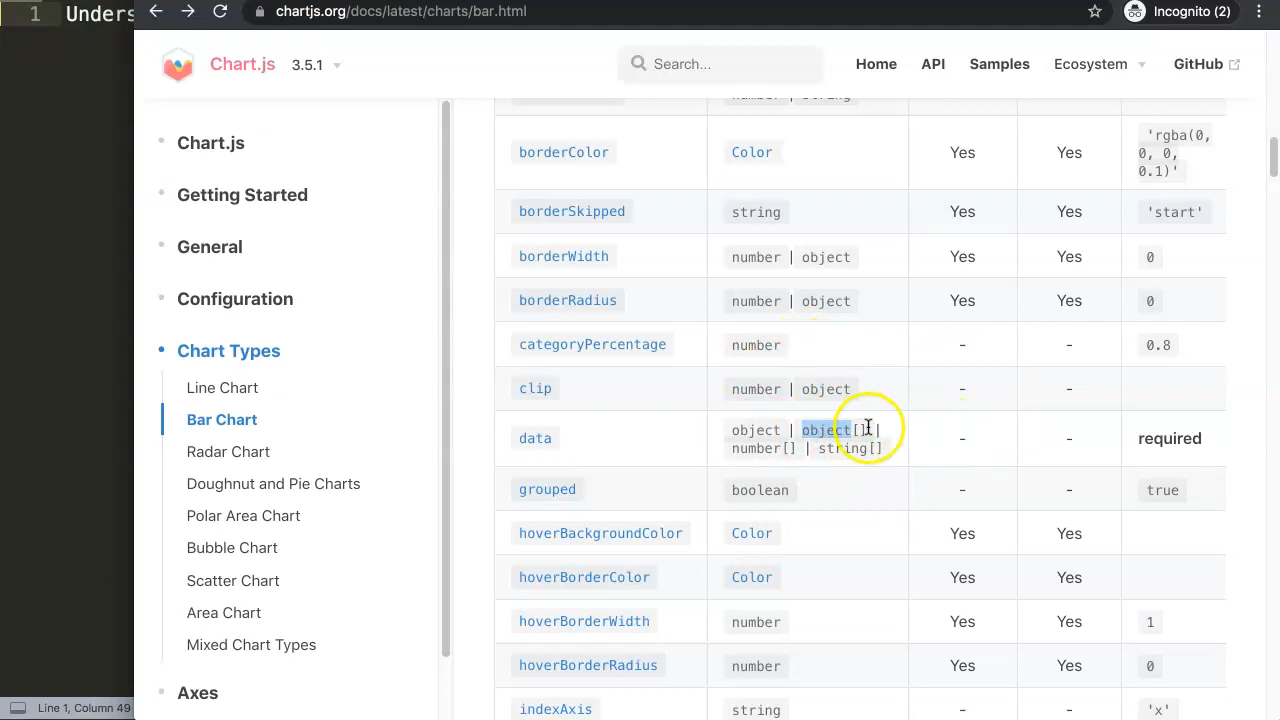 1 Unders
chartjs.org/docs/latest/charts/bar.html
Incognito (2)
Chart.js 3.5.1
Search...
Home API Samples Ecosystem GitHub
Chart.js
Getting Started
General
Configuration
Chart Types
Line Chart
Bar Chart
Radar Chart
Doughnut and Pie Charts
Polar Area Chart
Bubble Chart
Scatter Chart
Area Chart
Mixed Chart Types
Axes
number | string
borderColor Color Yes Yes 'rgba(0,
0, 0,
0.1)'
borderSkipped string Yes Yes 'start'
borderWidth number | object Yes Yes 0
borderRadius number | object Yes Yes 0
categoryPercentage number - - 0.8
clip number | object - -
data object | object[] | - - required
number[] | string[]
grouped boolean - - true
hoverBackgroundColor Color Yes Yes
hoverBorderColor Color Yes Yes
hoverBorderWidth number Yes Yes 1
hoverBorderRadius number Yes Yes 0
indexAxis string - - 'x'
Line 1, Column 49